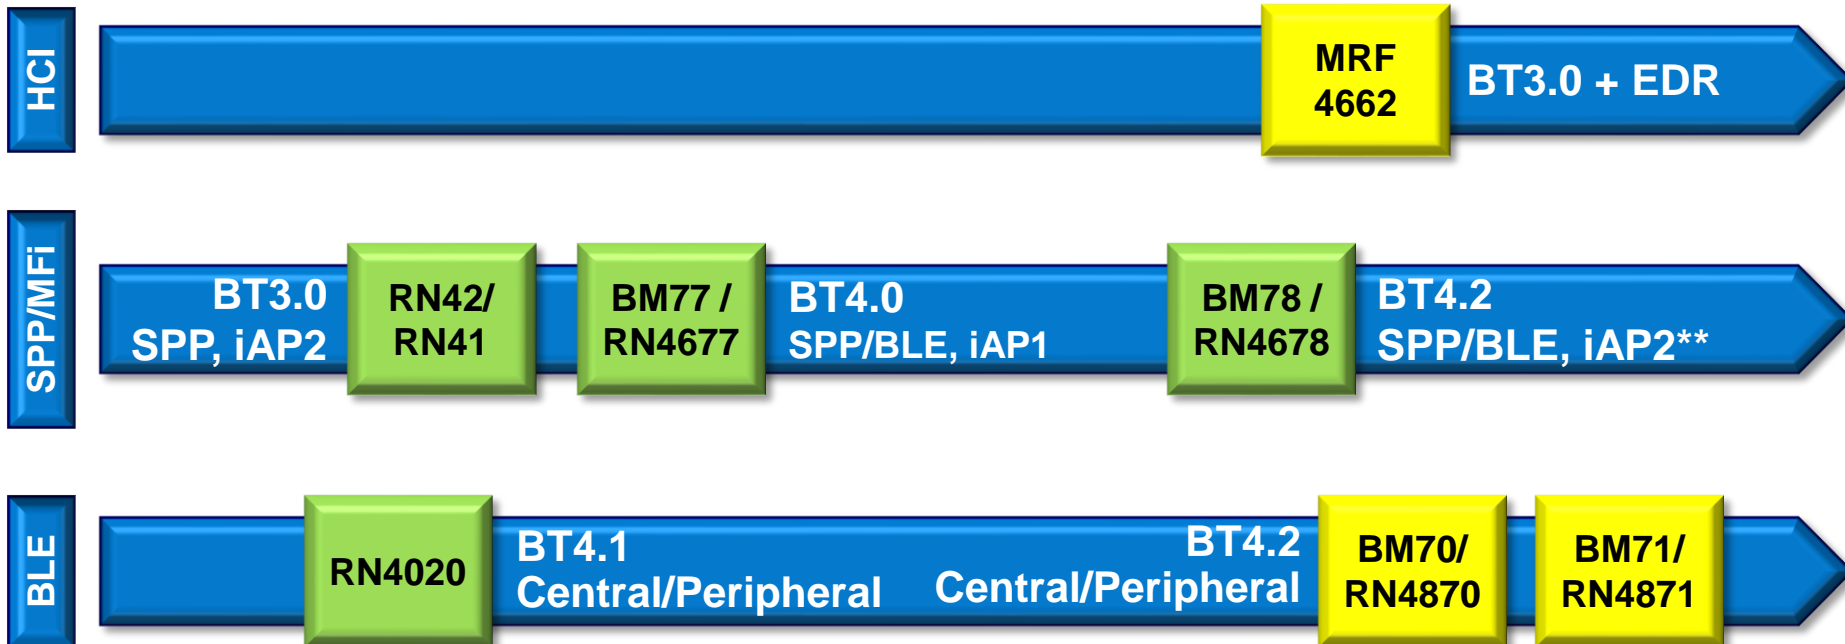 HCI
MRF
4662
BT3.0 + EDR
SPP/MFi
BT3.0
SPP, iAP2
RN42/
RN41
BM77 /
RN4677
BT4.0
SPP/BLE, iAP1
BM78 /
RN4678
BT4.2
SPP/BLE, iAP2**
BLE
RN4020
BT4.1
Central/Peripheral
BT4.2
Central/Peripheral
BM70/
RN4870
BM71/
RN4871